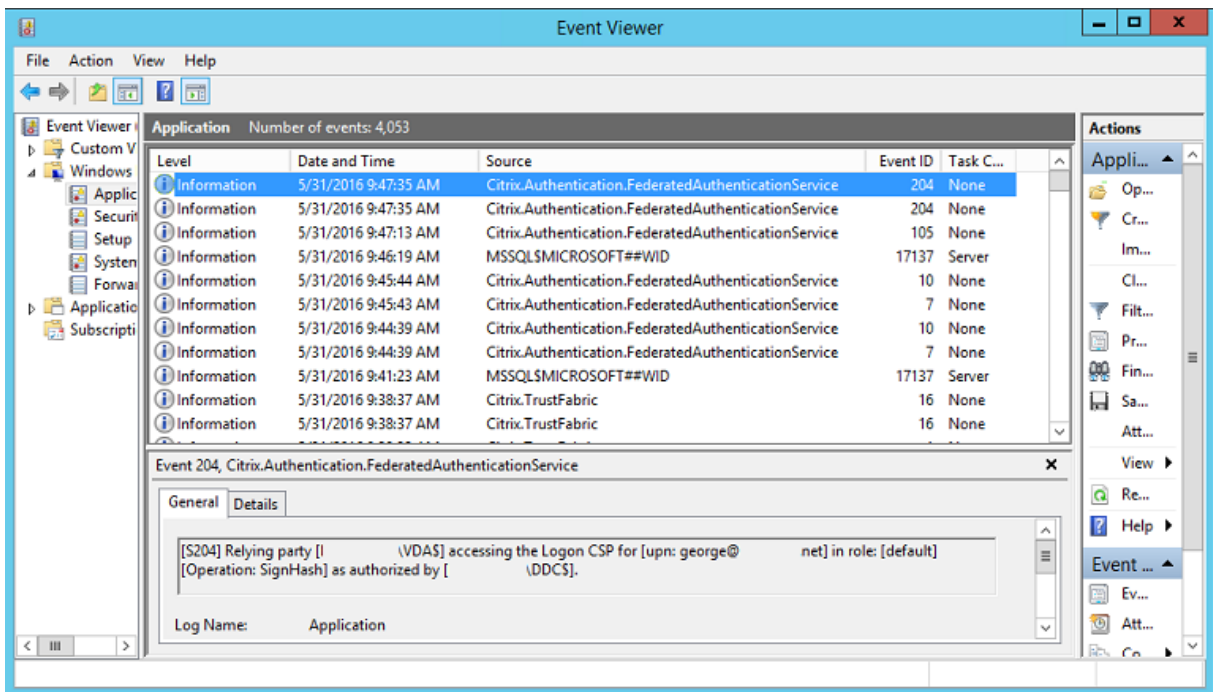 Event Viewer
File Action View Help
Event Viewer
Custom V
Windows
Applic
Securit
Setup
System
Forwar
Applicatio
Subscripti
Application Number of events: 4,053
Level Date and Time Source Event ID Task C...
Information 5/31/2016 9:47:35 AM Citrix.Authentication.FederatedAuthenticationService 204 None
Information 5/31/2016 9:47:35 AM Citrix.Authentication.FederatedAuthenticationService 204 None
Information 5/31/2016 9:47:13 AM Citrix.Authentication.FederatedAuthenticationService 105 None
Information 5/31/2016 9:46:19 AM MSSQL$MICROSOFT##WID 17137 Server
Information 5/31/2016 9:45:44 AM Citrix.Authentication.FederatedAuthenticationService 10 None
Information 5/31/2016 9:45:43 AM Citrix.Authentication.FederatedAuthenticationService 7 None
Information 5/31/2016 9:44:39 AM Citrix.Authentication.FederatedAuthenticationService 10 None
Information 5/31/2016 9:44:39 AM Citrix.Authentication.FederatedAuthenticationService 7 None
Information 5/31/2016 9:41:23 AM MSSQL$MICROSOFT##WID 17137 Server
Information 5/31/2016 9:38:37 AM Citrix.TrustFabric 16 None
Information 5/31/2016 9:38:37 AM Citrix.TrustFabric 16 None
Event 204, Citrix.Authentication.FederatedAuthenticationService
General Details
[S204] Relying party [ \VDA$] accessing the Logon CSP for [upn: george@ net] in role: [default]
[Operation: SignHash] as authorized by [ \DDC$].
Log Name: Application
Actions
Appli...
Op...
Cr...
Im...
Cl...
Filt...
Pr...
Fin...
Sa...
Att...
View
Re...
Help
Event ...
Ev...
Att...
Co...